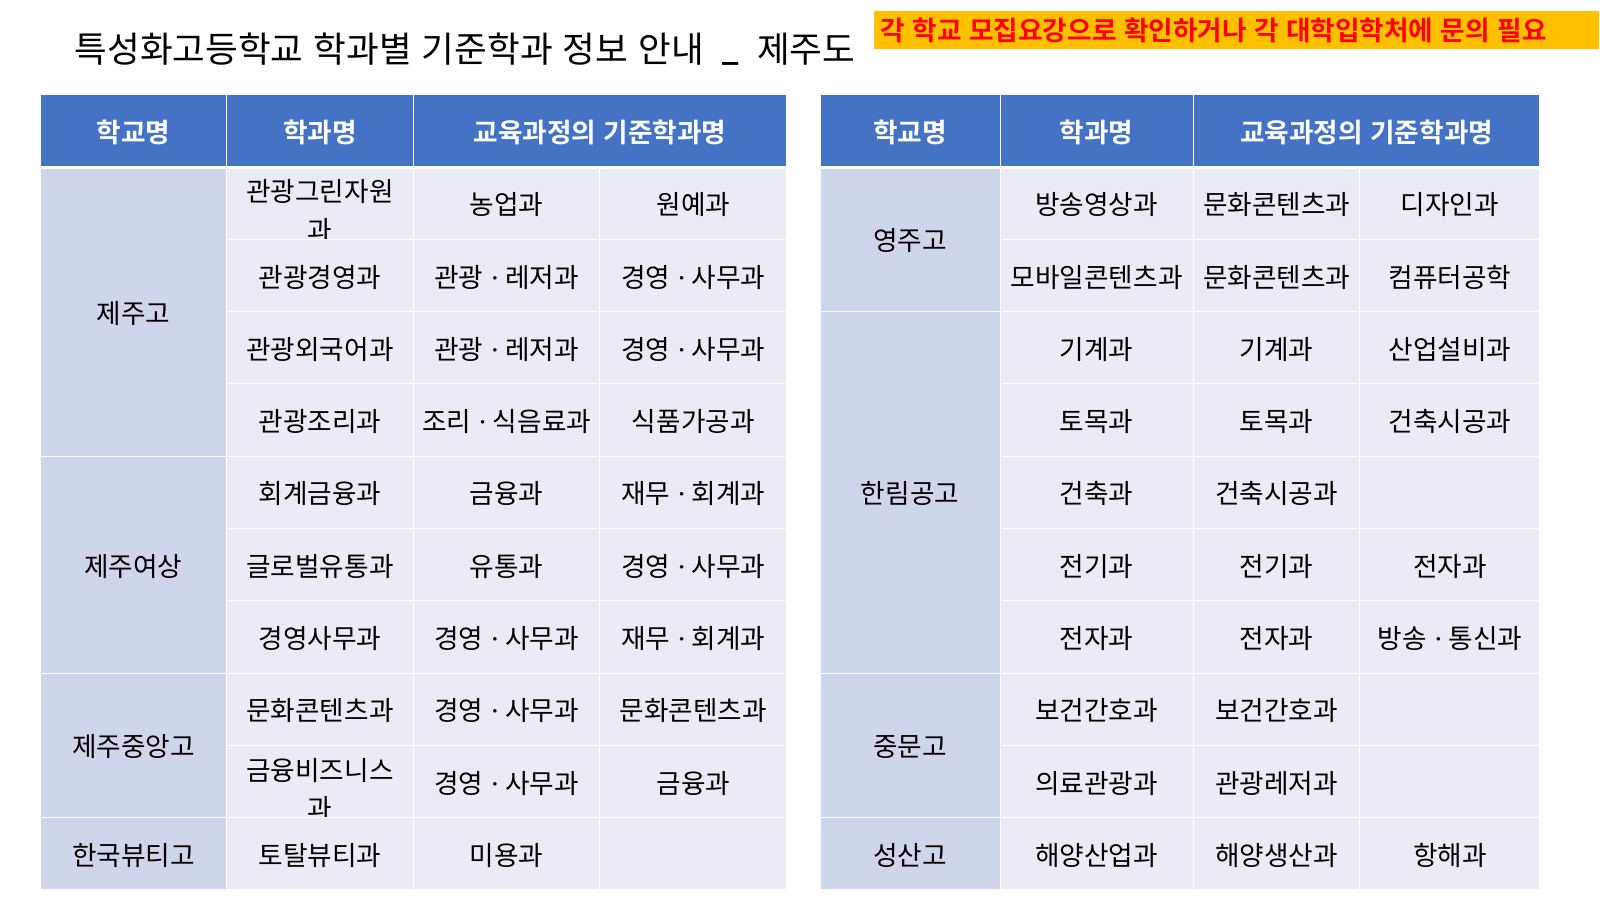 특성화고등학교 학과별 기준학과 정보 안내 _ 제주도
각 학교 모집요강으로 확인하거나 각 대학입학처에 문의 필요
학교명 학과명 교육과정의 기준학과명
제주고 관광그린자원
과 농업과 원예과
관광경영과 관광·레저과 경영·사무과
관광외국어과 관광·레저과 경영·사무과
관광조리과 조리·식음료과 식품가공과
제주여상 회계금융과 금융과 재무·회계과
글로벌유통과 유통과 경영·사무과
경영사무과 경영·사무과 재무·회계과
제주중앙고 문화콘텐츠과 경영·사무과 문화콘텐츠과
금융비즈니스
과 경영·사무과 금융과
한국뷰티고 토탈뷰티과 미용과
학교명 학과명 교육과정의 기준학과명
영주고 방송영상과 문화콘텐츠과 디자인과
모바일콘텐츠과 문화콘텐츠과 컴퓨터공학
한림공고 기계과 기계과 산업설비과
토목과 토목과 건축시공과
건축과 건축시공과
전기과 전기과 전자과
전자과 전자과 방송·통신과
중문고 보건간호과 보건간호과
의료관광과 관광레저과
성산고 해양산업과 해양생산과 항해과